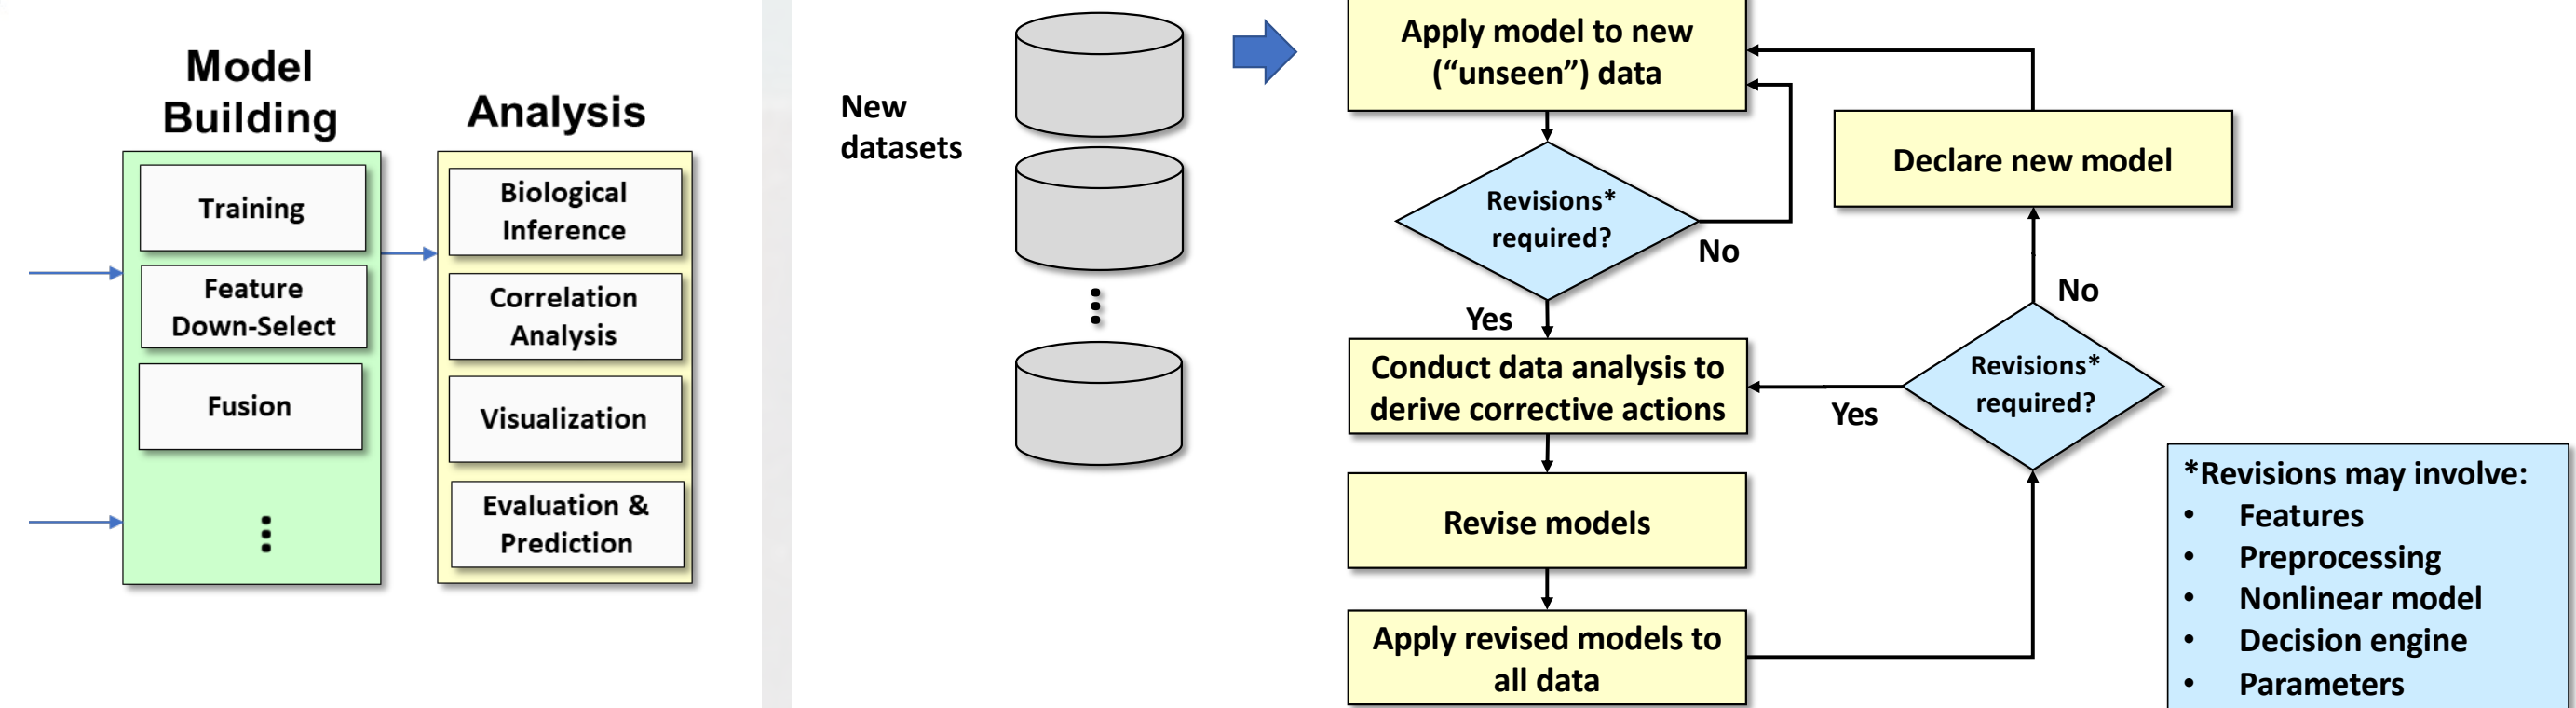 Model
Building
Training
Feature
Down-Select
Fusion
Analysis
Biological
Inference
Correlation
Analysis
Visualization
Evaluation &
Prediction
New
datasets
Apply model to new
(“unseen”) data
Revisions*
required?
No
Yes
Conduct data analysis to
derive corrective actions
Revise models
Apply revised models to
all data
Declare new model
No
Revisions*
required?
Yes
*Revisions may involve:
• Features
• Preprocessing
• Nonlinear model
• Decision engine
• Parameters